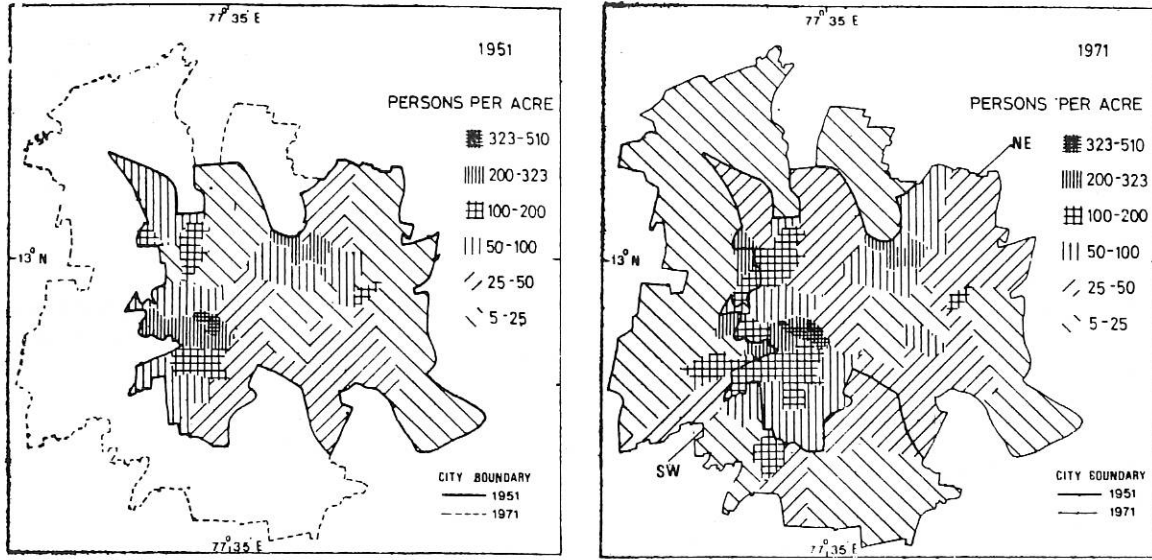 77° 35 E
1951
PERSONS PER ACRE
323-510
200-323
100-200
50-100
25-50
5-25
13° N
CITY BOUNDARY
1951
1971
77° 35 E
77° 35 E
1971
PERSONS PER ACRE
NE
323-510
200-323
100-200
50-100
25-50
5-25
13° N
SW
CITY BOUNDARY
1951
1971
77° 35 E